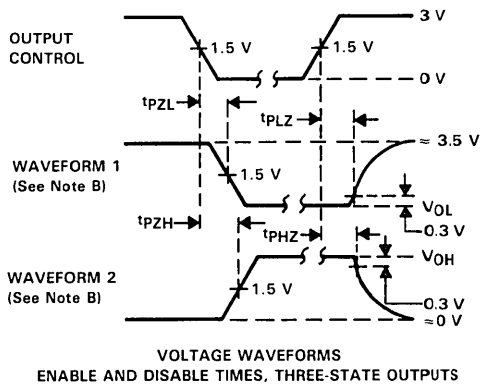 OUTPUT
CONTROL
3 V
1.5 V
1.5 V
0 V
tPZL
tPLZ
≈ 3.5 V
WAVEFORM 1
(See Note B)
1.5 V
VOL
0.3 V
tPZH
tPHZ
VOH
WAVEFORM 2
(See Note B)
1.5 V
0.3 V
≈0 V
VOLTAGE WAVEFORMS
ENABLE AND DISABLE TIMES, THREE-STATE OUTPUTS